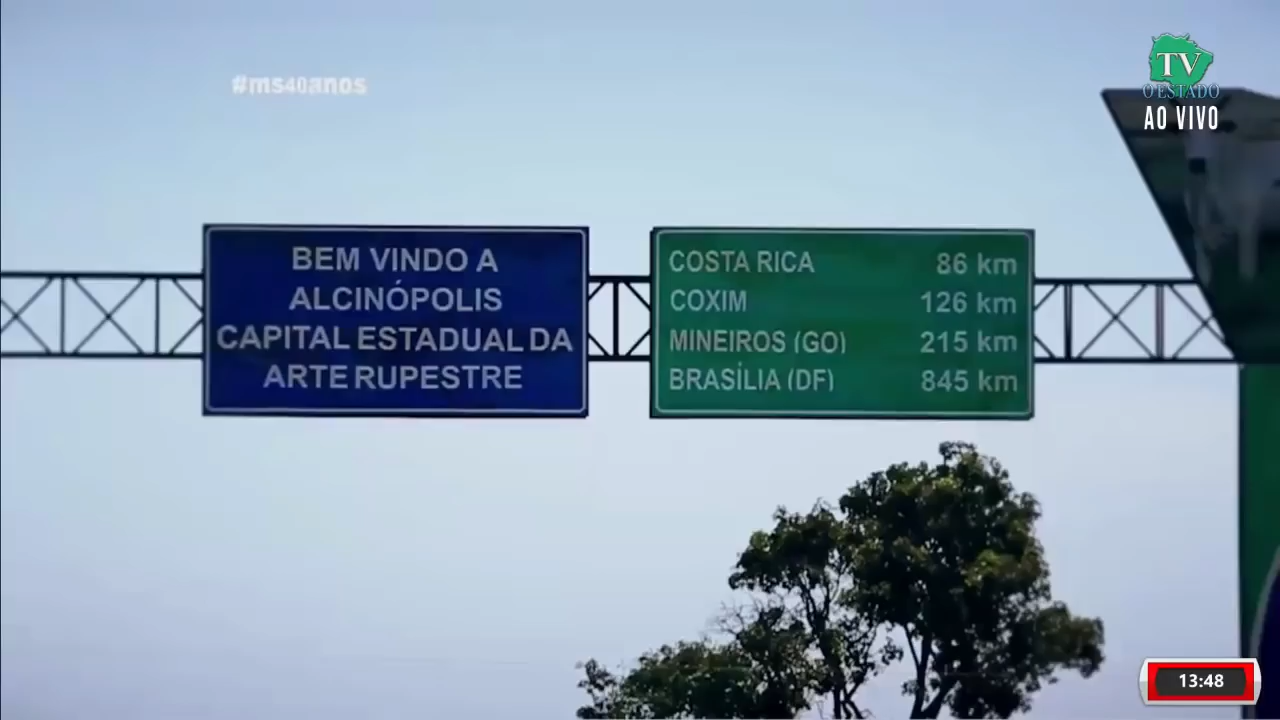 #ms40anos
TV
O ESTADO
AO VIVO
BEM VINDO A
ALCINÓPOLIS
CAPITAL ESTADUAL DA
ARTE RUPESTRE
COSTA RICA 86 km
COXIM 126 km
MINEIROS (GO) 215 km
BRASÍLIA (DF) 845 km
13:48